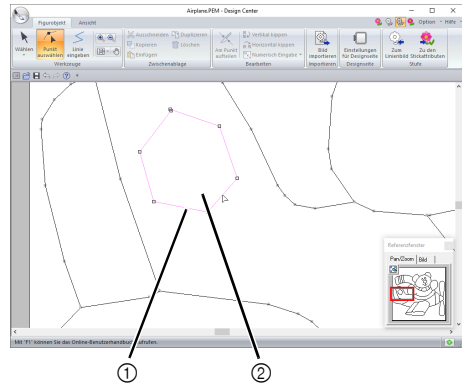 Airplane.PEM - Design Center
Figurobjekt Ansicht Option Hilfe
Wählen
Punkt auswählen
Linie eingeben
Werkzeuge
Ausschneiden Duplizieren
Kopieren Löschen
Einfügen
Zwischenablage
Am Punkt aufteilen
Vertikal kippen
Horizontal kippen
Numerisch Eingabe
Bearbeiten
Bild importieren
Importieren
Einstellungen für Designseite
Designseite
Zum Linienbild
Zu den Stickattributen
Stufe
Referenzfenster
Pan/Zoom Bild
Mit "F1" können Sie das Online-Benutzerhandbuch aufrufen.
① ②